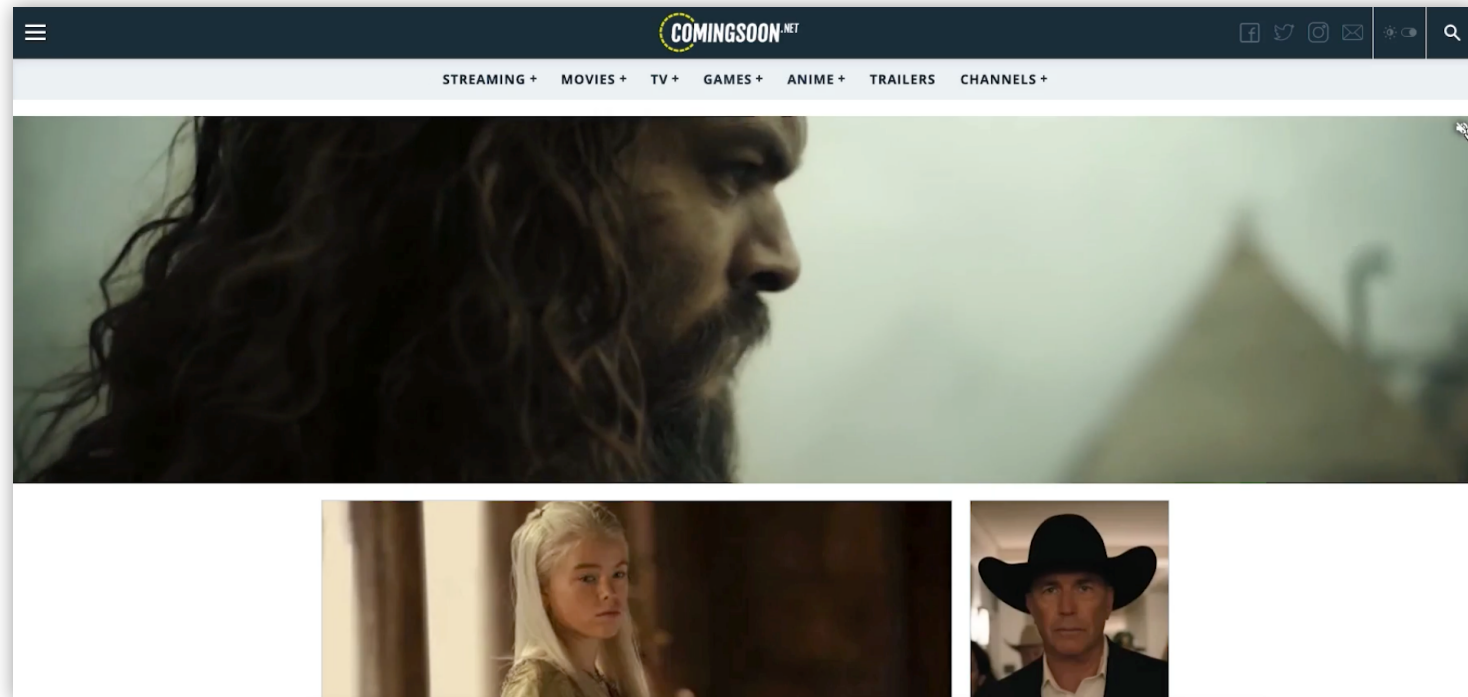 COMINGSOON.NET
STREAMING + MOVIES + TV + GAMES + ANIME + TRAILERS CHANNELS +